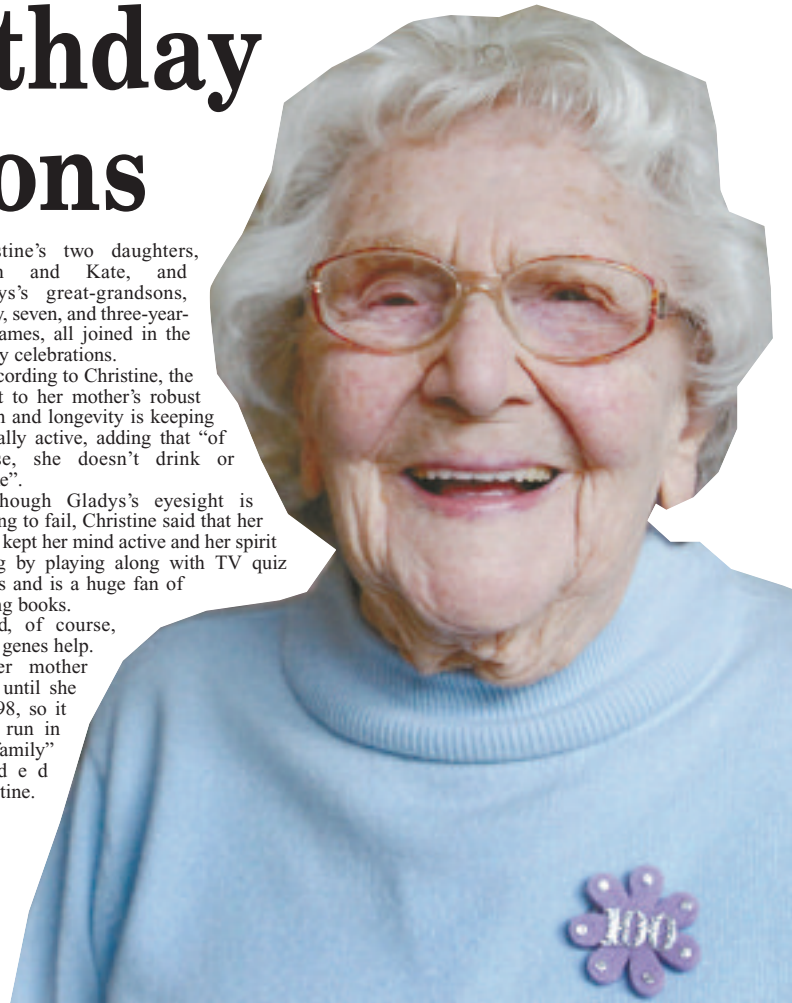 thday
ons
stine's two daughters,
n and Kate, and
ys's great-grandsons,
y, seven, and three-year-
ames, all joined in the
y celebrations.
cording to Christine, the
t to her mother's robust
h and longevity is keeping
ally active, adding that “of
se, she doesn't drink or
e”.
hough Gladys's eyesight is
ng to fail, Christine said that her
kept her mind active and her spirit
g by playing along with TV quiz
s and is a huge fan of
ng books.
d, of course,
genes help.
er mother
until she
98, so it
run in
family”
d e d
tine.
100